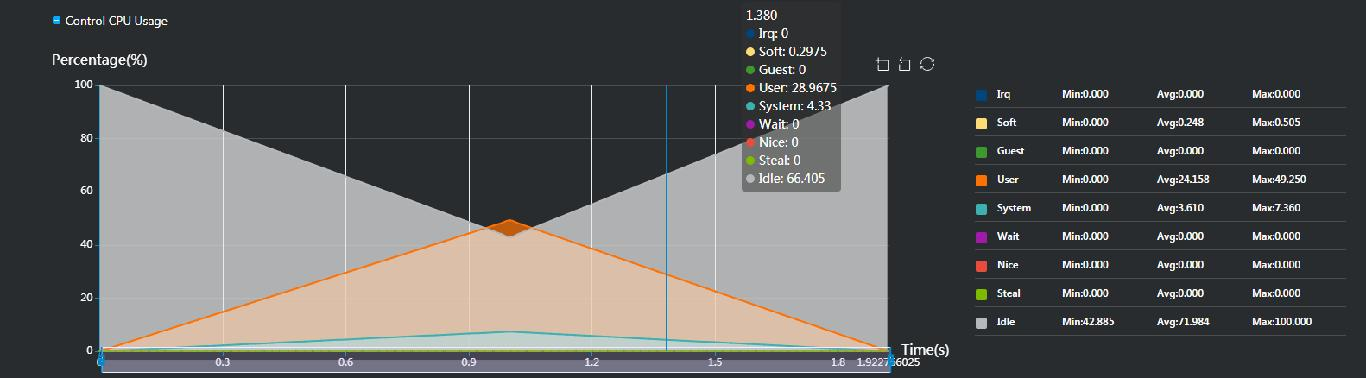 Control CPU Usage
Percentage(%)
1.380
Irq: 0
Soft: 0.2975
Guest: 0
User: 28.9675
System: 4.33
Wait: 0
Nice: 0
Steal: 0
Idle: 66.405
100
80
60
40
20
0
0 0.3 0.6 0.9 1.2 1.5 1.8
Time(s)
Irq Min:0.000 Avg:0.000 Max:0.000
Soft Min:0.000 Avg:0.248 Max:0.505
Guest Min:0.000 Avg:0.000 Max:0.000
User Min:0.000 Avg:24.158 Max:49.250
System Min:0.000 Avg:3.610 Max:7.360
Wait Min:0.000 Avg:0.000 Max:0.000
Nice Min:0.000 Avg:0.000 Max:0.000
Steal Min:0.000 Avg:0.000 Max:0.000
Idle Min:42.885 Avg:71.984 Max:100.000